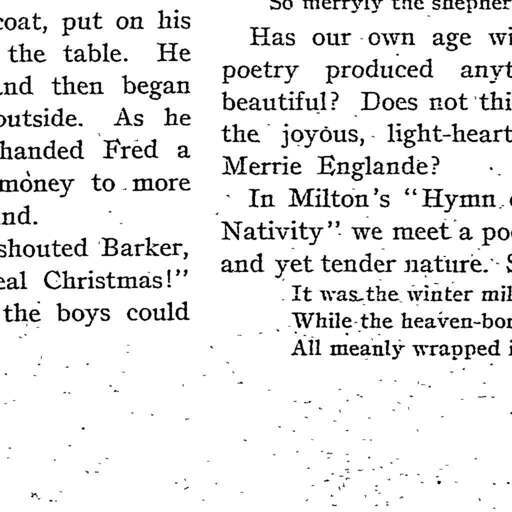 coat, put on his
the table. He
and then began
outside. As he
handed Fred a
money to more
and.
shouted Barker,
eal Christmas!"
the boys could
So merryly the shepher
Has our own age wi
poetry produced anyt
beautiful? Does not thi
the joyous, light-heart
Merrie Englande?
In Milton's "Hymn
Nativity" we meet a po
and yet tender nature. S
It was the winter mil
While the heaven-bor
All meanly wrapped i